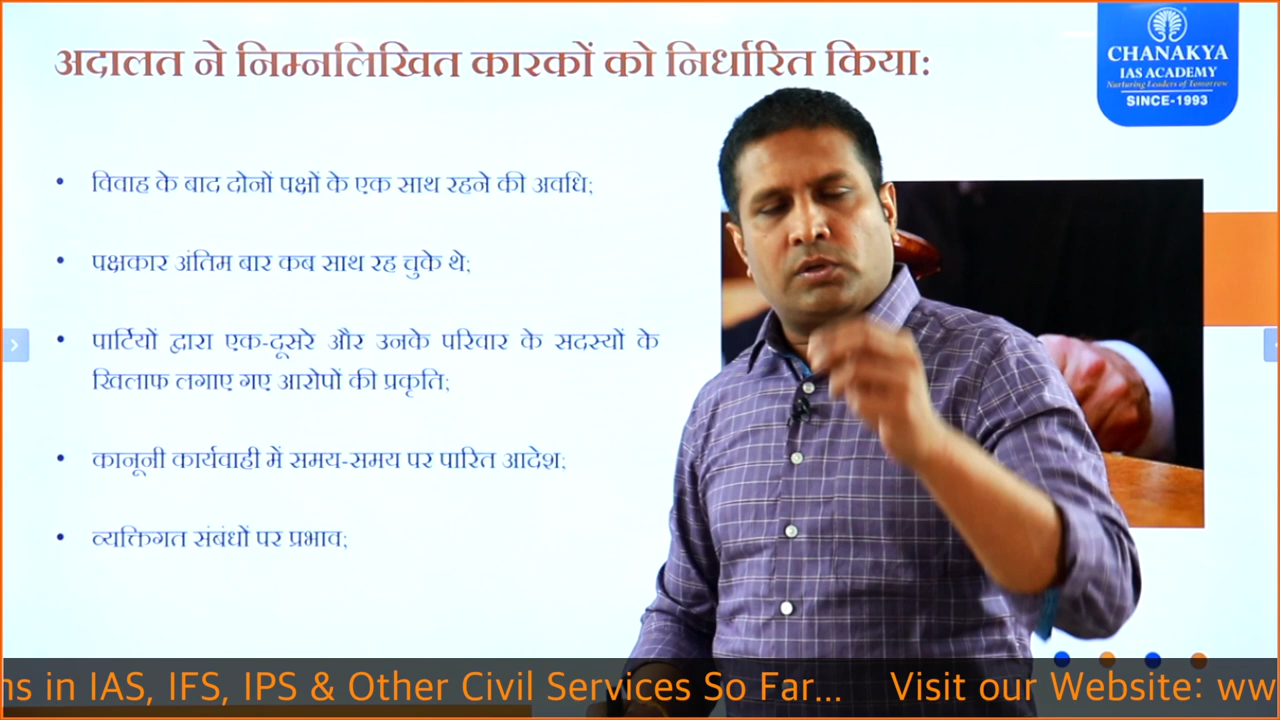 अदालत ने निम्नलिखित कारकों को निर्धारित किया:
CHANAKYA
IAS ACADEMY
Nurturing Leaders of Tomorrow
SINCE-1993
• विवाह के बाद दोनों पक्षों के एक साथ रहने की अवधि;
• पक्षकार अंतिम बार कब साथ रह चुके थे;
• पार्टियों द्वारा एक-दूसरे और उनके परिवार के सदस्यों के
खिलाफ लगाए गए आरोपों की प्रकृति;
• कानूनी कार्यवाही में समय-समय पर पारित आदेश;
• व्यक्तिगत संबंधों पर प्रभाव;
ns in IAS, IFS, IPS & Other Civil Services So Far... Visit our Website: ww